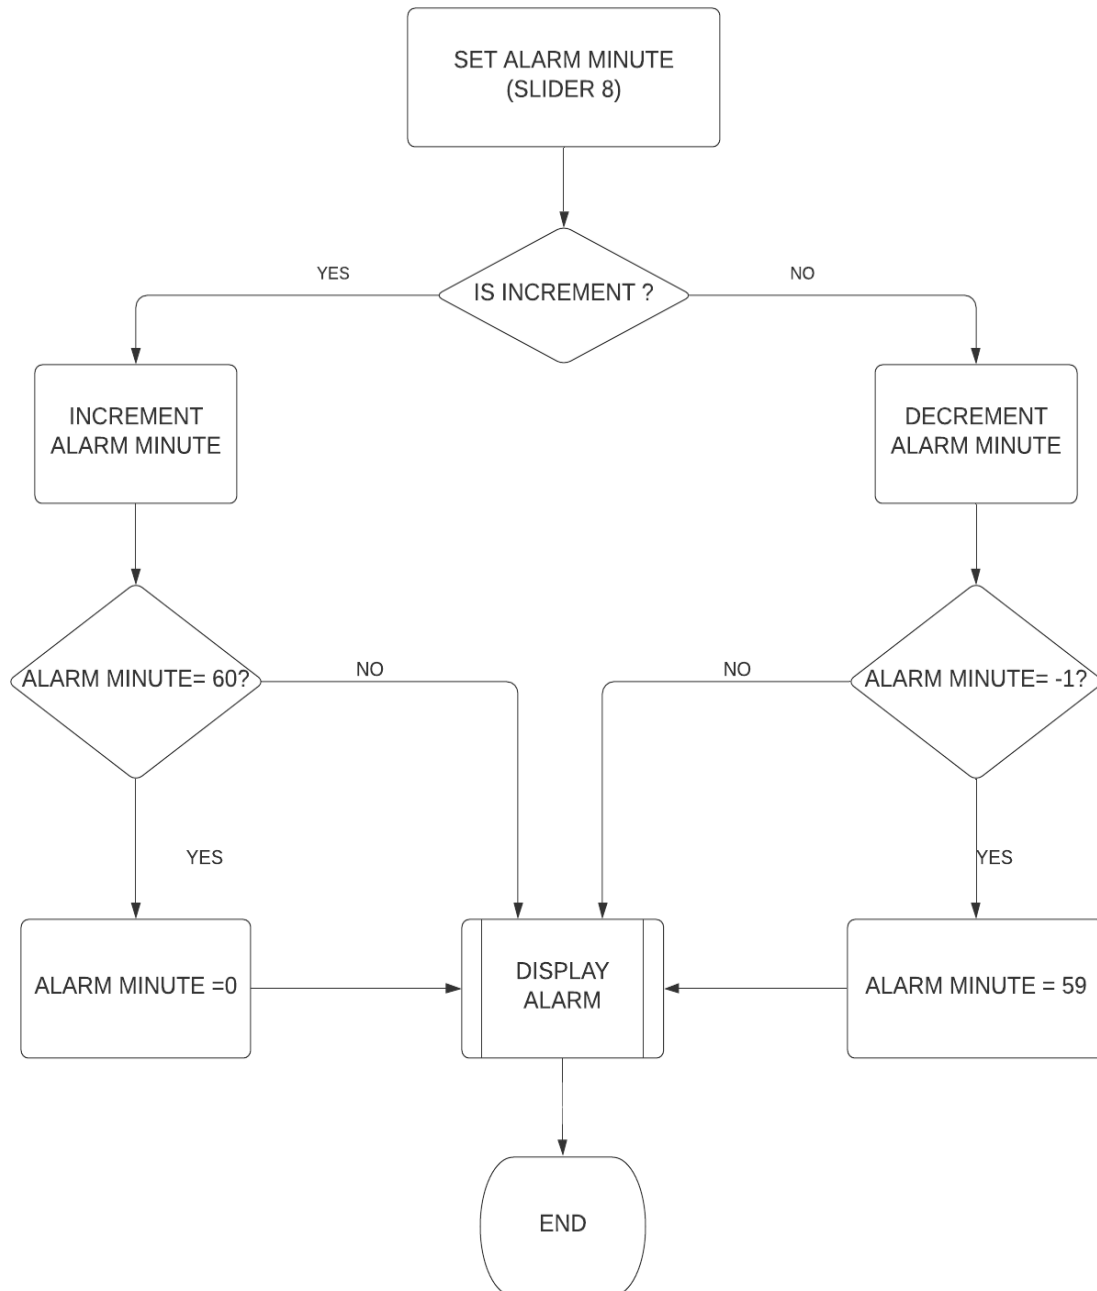 SET ALARM MINUTE
(SLIDER 8)
YES
IS INCREMENT ?
NO
INCREMENT
ALARM MINUTE
DECREMENT
ALARM MINUTE
ALARM MINUTE= 60?
NO
NO
ALARM MINUTE= -1?
YES
YES
ALARM MINUTE =0
DISPLAY
ALARM
ALARM MINUTE = 59
END